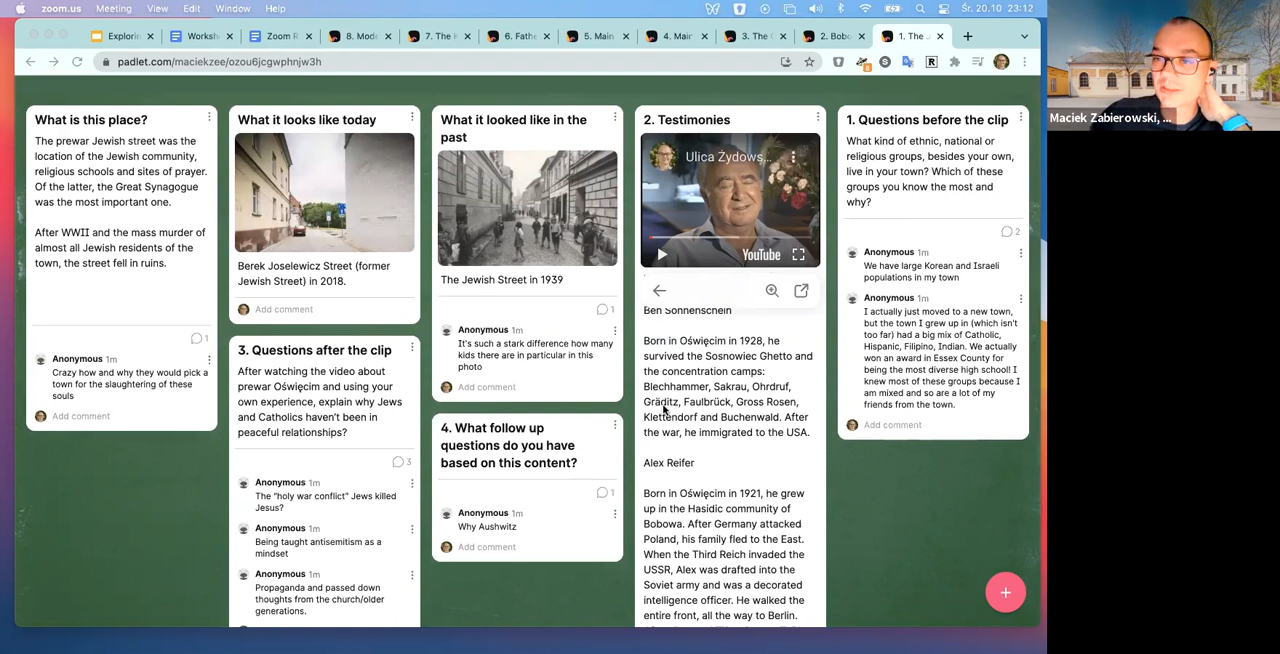 zoom.us Meeting View Edit Window Help
Śr. 20.10 23:12
Explorin
Worksh
Zoom R
8. Mode
7. The H
6. Fathe
5. Main
4. Main
3. The C
2. Bobo
1. The J
padlet.com/maciekzee/ozou6jcgwphnjw3h
Maciek Zabierowski, ...
What is this place?
The prewar Jewish street was the
location of the Jewish community,
religious schools and sites of prayer.
Of the latter, the Great Synagogue
was the most important one.
After WWII and the mass murder of
almost all Jewish residents of the
town, the street fell in ruins.
1
Anonymous 1m
Crazy how and why they would pick a
town for the slaughtering of these
souls
Add comment
What it looks like today
Berek Joselewicz Street (former
Jewish Street) in 2018.
Add comment
3. Questions after the clip
After watching the video about
prewar Oświęcim and using your
own experience, explain why Jews
and Catholics haven't been in
peaceful relationships?
3
Anonymous 1m
The "holy war conflict" Jews killed
Jesus?
Anonymous 1m
Being taught antisemitism as a
mindset
Anonymous 1m
Propaganda and passed down
thoughts from the church/older
generations.
What it looked like in the
past
The Jewish Street in 1939
1
Anonymous 1m
It's such a stark difference how many
kids there are in particular in this
photo
Add comment
4. What follow up
questions do you have
based on this content?
1
Anonymous 1m
Why Aushwitz
Add comment
2. Testimonies
Ulica Żydows...
YouTube
Ben Sonnenschein
Born in Oświęcim in 1928, he
survived the Sosnowiec Ghetto and
the concentration camps:
Blechhammer, Sakrau, Ohrdruf,
Gräditz, Faulbrück, Gross Rosen,
Klettendorf and Buchenwald. After
the war, he immigrated to the USA.
Alex Reifer
Born in Oświęcim in 1921, he grew
up in the Hasidic community of
Bobowa. After Germany attacked
Poland, his family fled to the East.
When the Third Reich invaded the
USSR, Alex was drafted into the
Soviet army and was a decorated
intelligence officer. He walked the
entire front, all the way to Berlin.
1. Questions before the clip
What kind of ethnic, national or
religious groups, besides your own,
live in your town? Which of these
groups you know the most and
why?
2
Anonymous 1m
We have large Korean and Israeli
populations in my town
Anonymous 1m
I actually just moved to a new town,
but the town I grew up in (which isn't
too far) had a big mix of Catholic,
Hispanic, Filipino, Indian. We actually
won an award in Essex County for
being the most diverse high school! I
knew most of these groups because I
am mixed and so are a lot of my
friends from the town.
Add comment